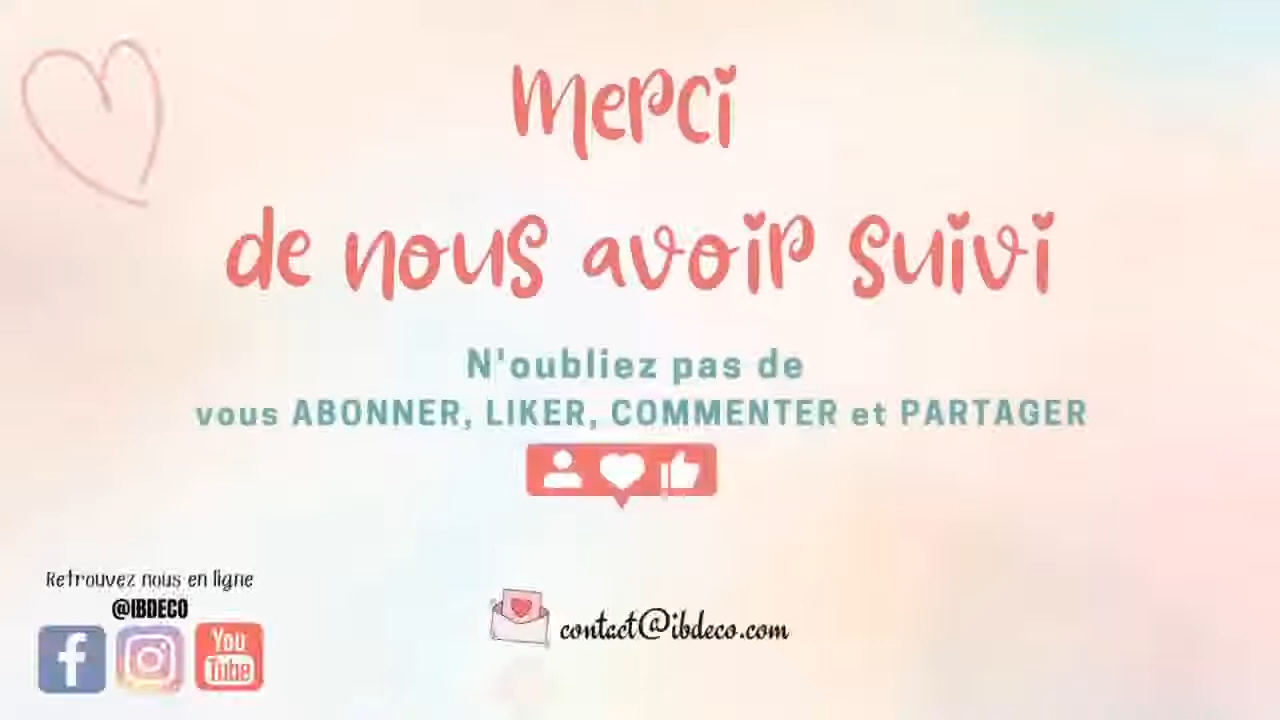 Merci
de nous avoir suivi
N'oubliez pas de
vous ABONNER, LIKER, COMMENTER et PARTAGER
Retrouvez nous en ligne
@IBDECO
You
Tube
contact@ibdeco.com